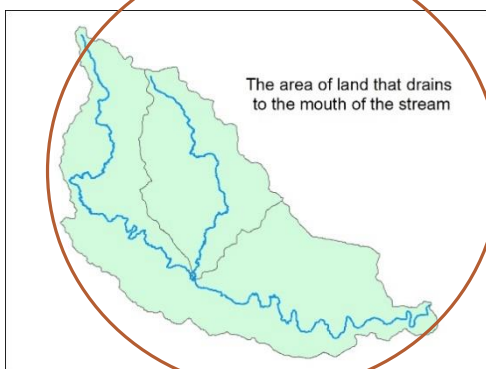 The area of land that drains
to the mouth of the stream